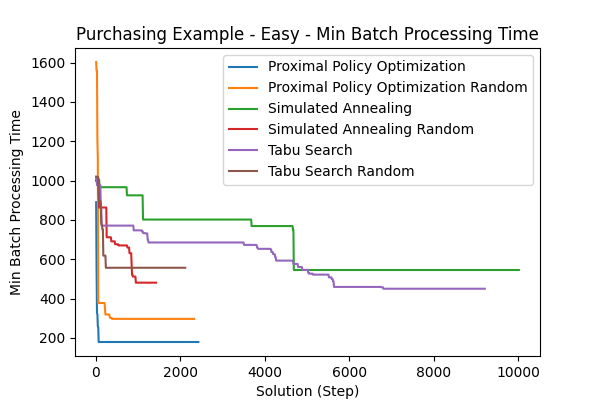 Purchasing Example - Easy - Min Batch Processing Time
Min Batch Processing Time
1600
1400
1200
1000
800
600
400
200
Proximal Policy Optimization
Proximal Policy Optimization Random
Simulated Annealing
Simulated Annealing Random
Tabu Search
Tabu Search Random
0 2000 4000 6000 8000 10000
Solution (Step)